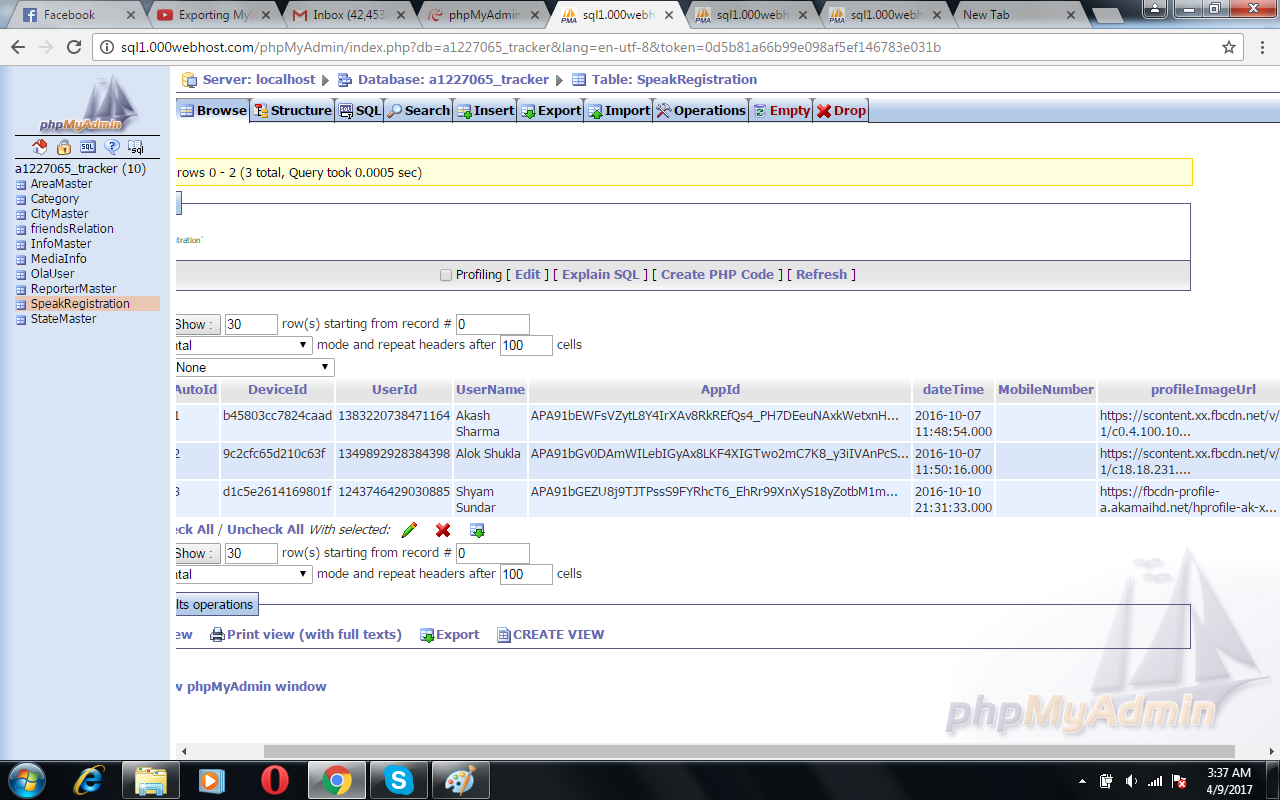 Facebook
Exporting MyS
Inbox (42,453)
phpMyAdmin
sql1.000webh
sql1.000webh
sql1.000webh
New Tab
sql1.000webhost.com/phpMyAdmin/index.php?db=a1227065_tracker&lang=en-utf-8&token=0d5b81a66b99e098af5ef146783e031b
phpMyAdmin
a1227065_tracker (10)
AreaMaster
Category
CityMaster
friendsRelation
InfoMaster
MediaInfo
OlaUser
ReporterMaster
SpeakRegistration
StateMaster
Server: localhost Database: a1227065_tracker Table: SpeakRegistration
Browse Structure SQL Search Insert Export Import Operations Empty Drop
rows 0 - 2 (3 total, Query took 0.0005 sec)
tration`
Profiling [ Edit ] [ Explain SQL ] [ Create PHP Code ] [ Refresh ]
Show : 30 row(s) starting from record # 0
ntal mode and repeat headers after 100 cells
None
AutoId DeviceId UserId UserName AppId dateTime MobileNumber profileImageUrl
1 b45803cc7824caad 1383220738471164 Akash Sharma APA91bEWFsVZytL8Y4IrXAv8RkREfQs4_PH7DEeuNAxkWetxnH... 2016-10-07 11:48:54.000 https://scontent.xx.fbcdn.net/v/ 1/c0.4.100.10...
2 9c2cfc65d210c63f 1349892928384398 Alok Shukla APA91bGv0DAmWILebIGyAx8LKF4XIGTwo2mC7K8_y3iIVAnPcS... 2016-10-07 11:50:16.000 https://scontent.xx.fbcdn.net/v/ 1/c18.18.231....
3 d1c5e2614169801f 1243746429030885 Shyam Sundar APA91bGEZU8j9TJTPssS9FYRhcT6_EhRr99XnXyS18yZotbM1m... 2016-10-10 21:31:33.000 https://fbcdn-profile-a.akamaihd.net/hprofile-ak-x...
eck All / Uncheck All With selected:
Show : 30 row(s) starting from record # 0
ntal mode and repeat headers after 100 cells
lts operations
ew Print view (with full texts) Export CREATE VIEW
w phpMyAdmin window
phpMyAdmin
3:37 AM
4/9/2017